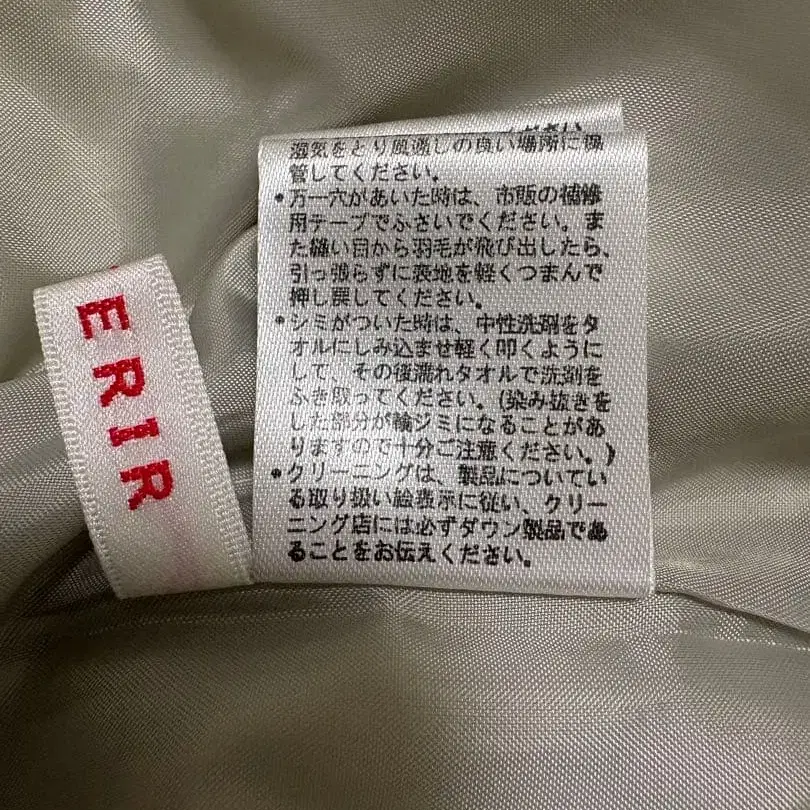 湿気をとり風通しの良い場所に保
管してください。
•万一穴があいた時は、市販の補修
用テープでふさいでください。ま
た縫い目から羽毛が飛び出したら、
引っ張らずに表地を軽くつまんで
押し戻してください。
•シミがついた時は、中性洗剤をタ
オルにしみ込ませ軽く叩くように
して、その後濡れタオルで洗剤を
ふき取ってください。(染み抜きを
した部分が輪ジミになることがあ
りますので十分ご注意ください。)
•クリーニングは、製品についてい
る取り扱い絵表示に従い、クリー
ニング店には必ずダウン製品であ
ることをお伝えください。
ERIR